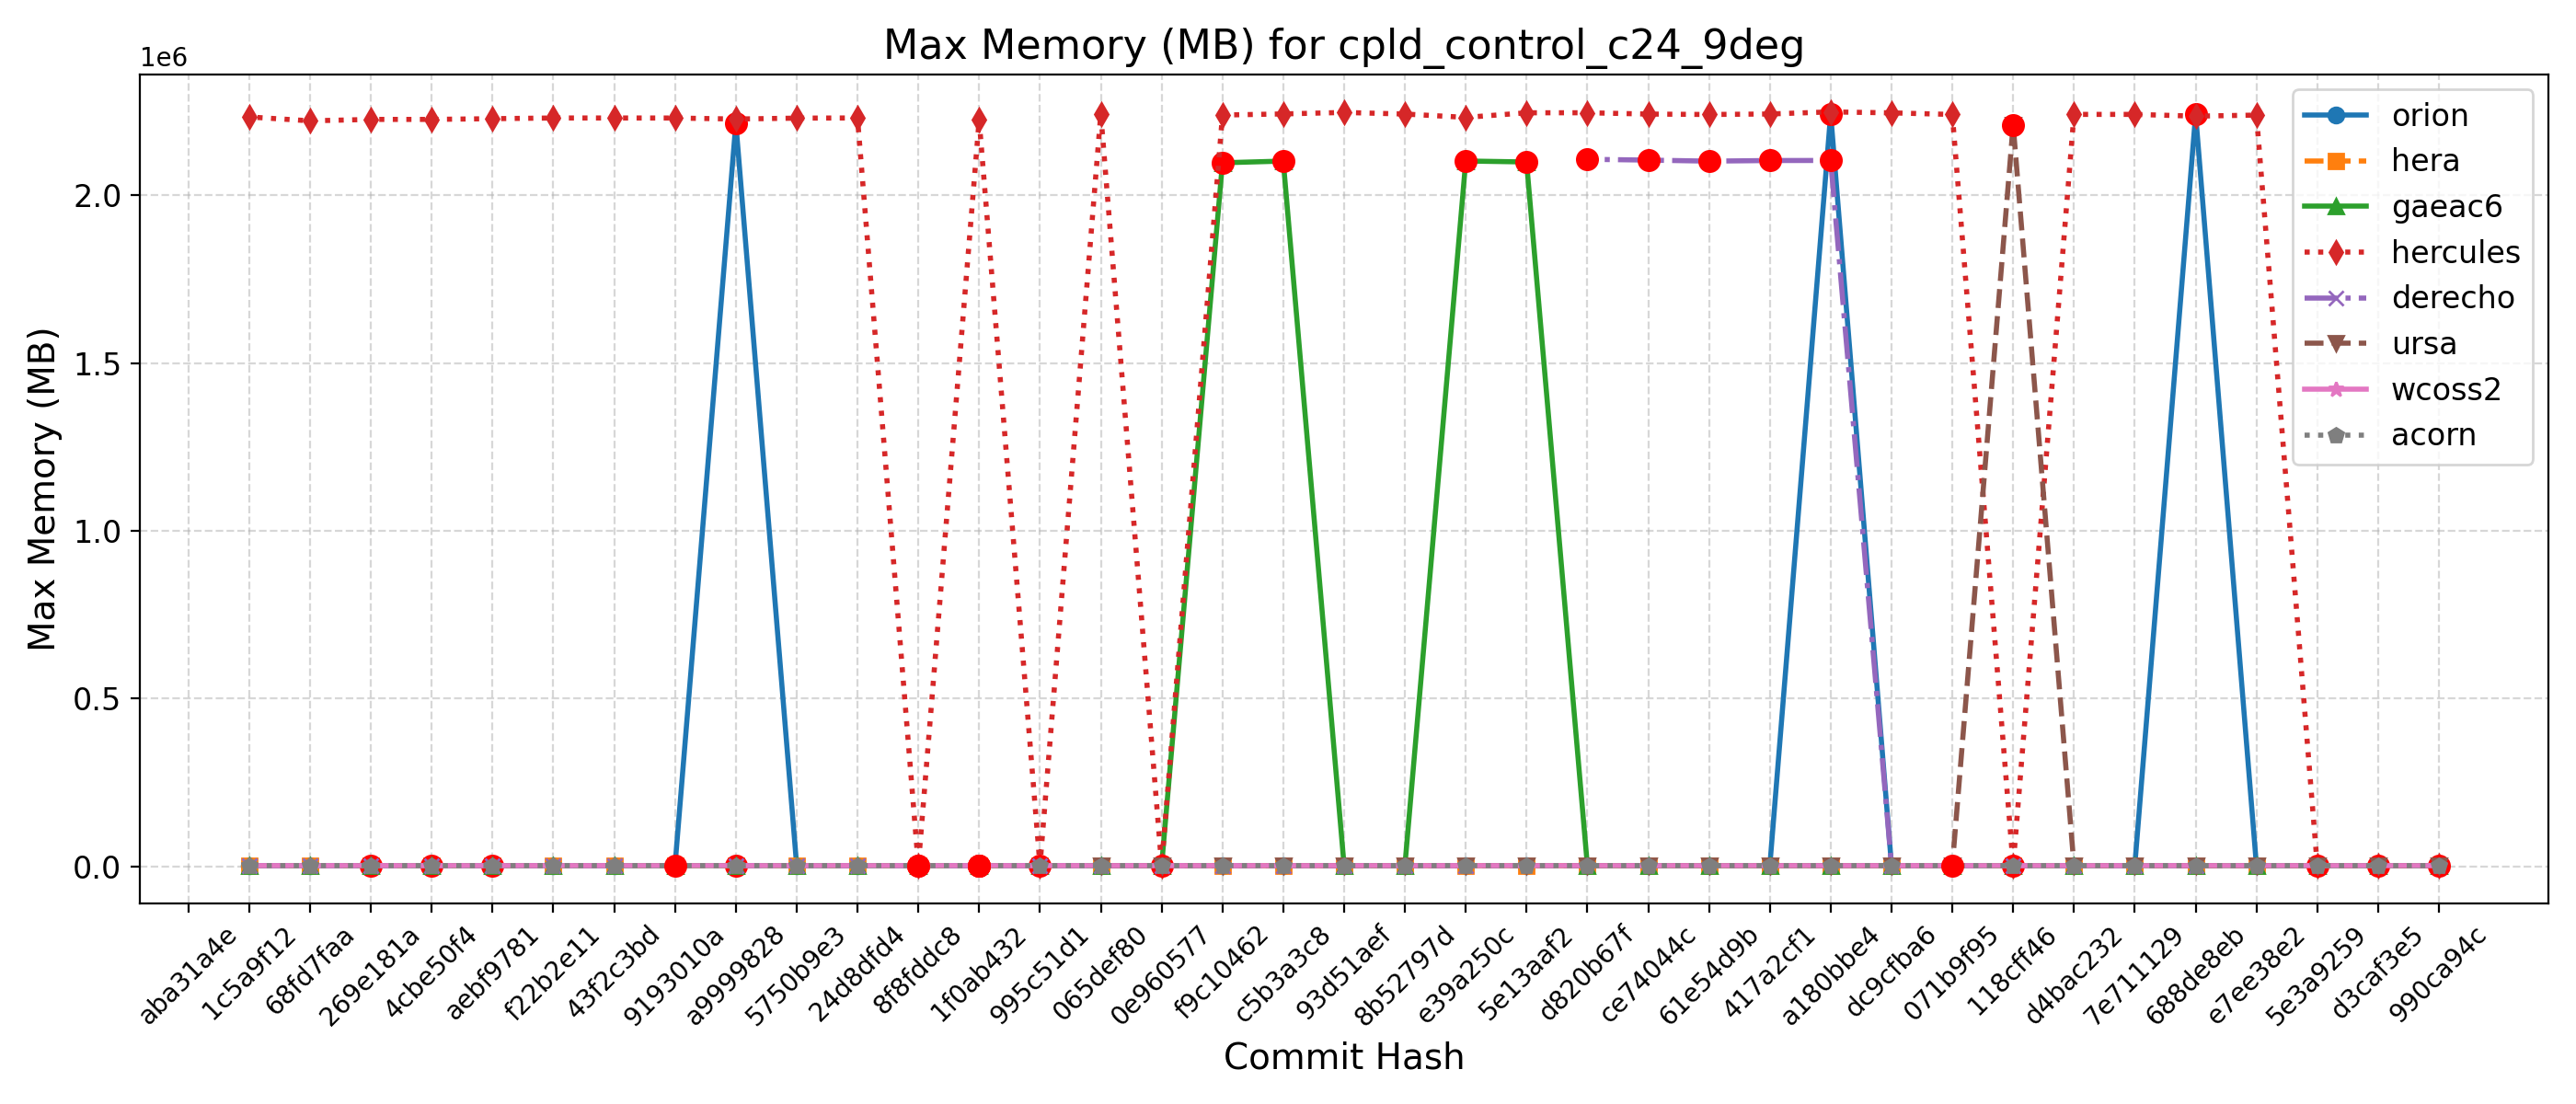 Max Memory (MB) for cpld_control_c24_9deg
1e6
2.0
1.5
1.0
0.5
0.0
Max Memory (MB)
orion
hera
gaeac6
hercules
derecho
ursa
wcoss2
acorn
aba31a4e
1c5a9f12
68fd7faa
269e181a
4cbe50f4
aebf9781
f22b2e11
43f2c3bd
9193010a
a9999828
5750b9e3
24d8dfd4
8f8fddc8
1f0ab432
995c51d1
065def80
0e960577
f9c10462
c5b3a3c8
93d51aef
8b52797d
e39a250c
5e13aaf2
d820b67f
ce74044c
61e54d9b
417a2cf1
a180bbe4
dc9cfba6
071b9f95
118cff46
d4bac232
7e711129
688de8eb
e7ee38e2
5e3a9259
d3caf3e5
990ca94c
Commit Hash